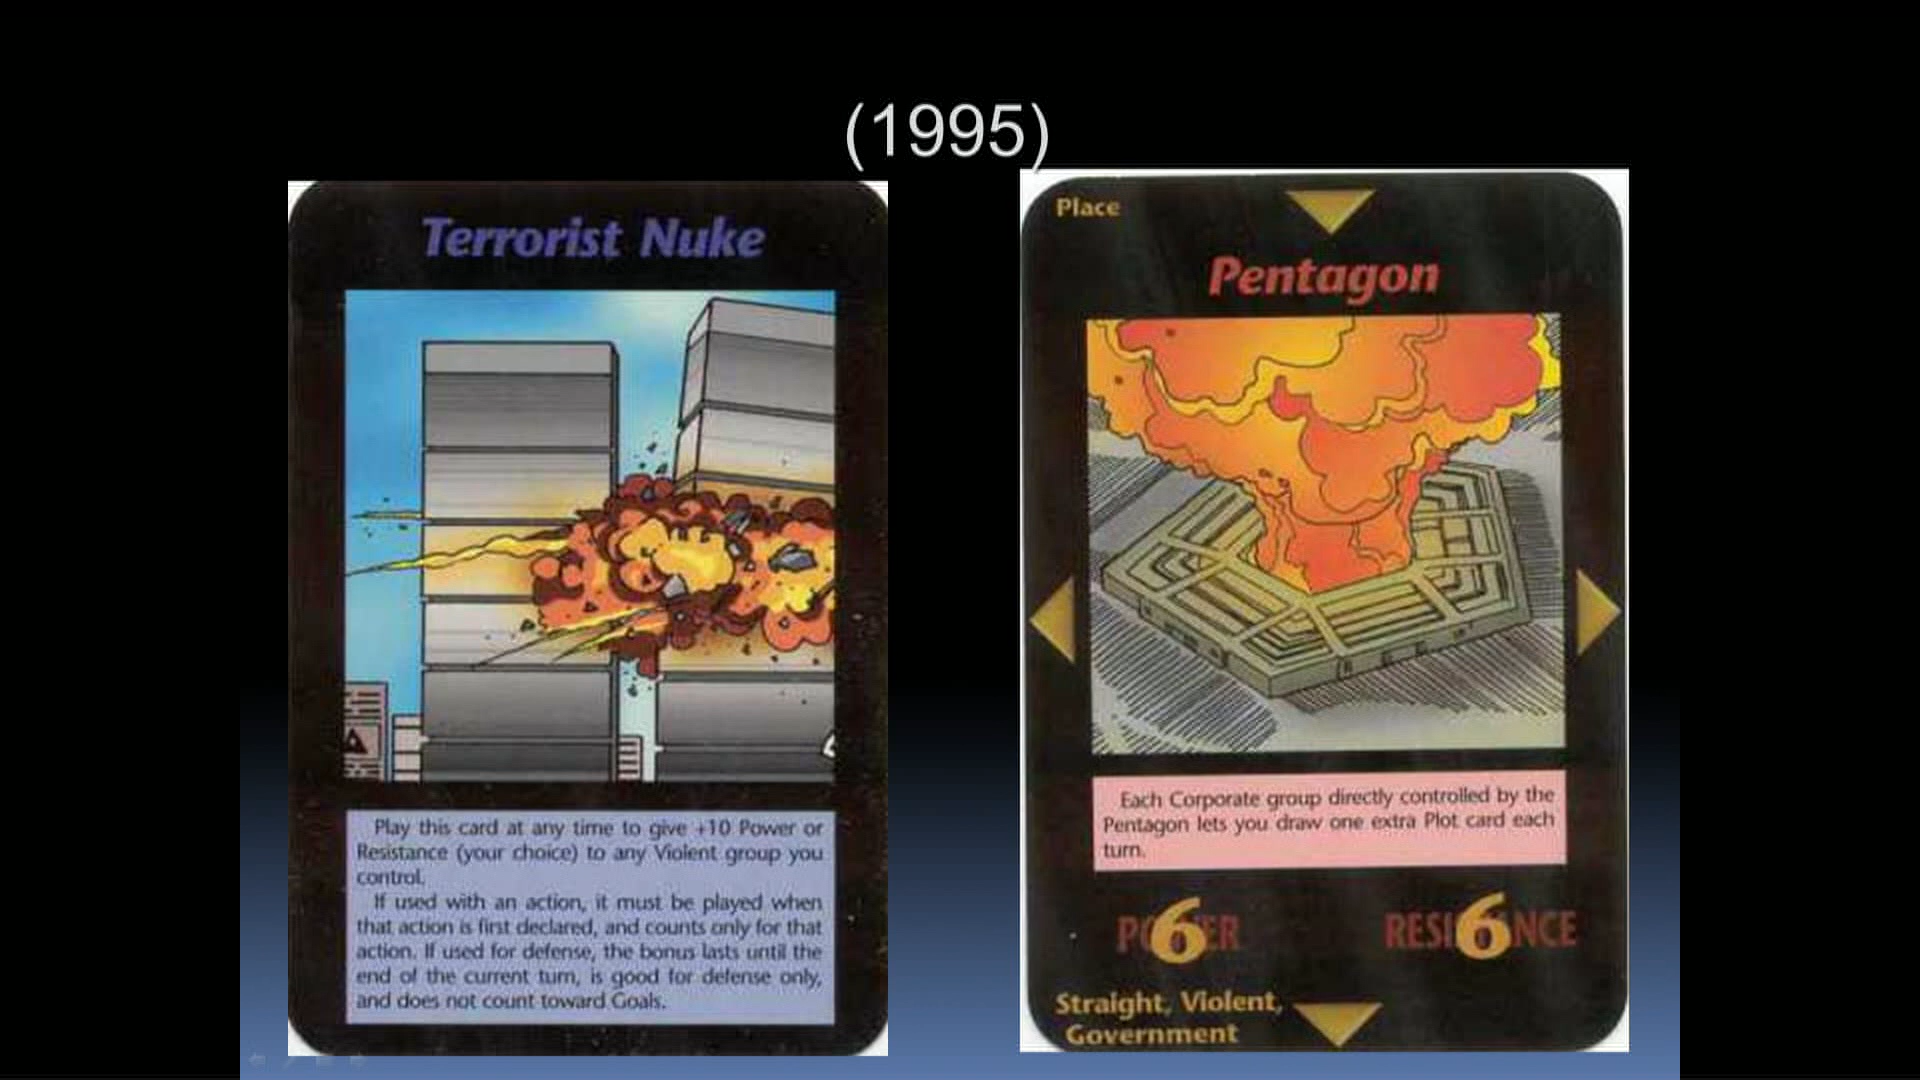 (1995)
Terrorist Nuke
Play this card at any time to give +10 Power or
Resistance (your choice) to any Violent group you
control.
If used with an action, it must be played when
that action is first declared, and counts only for that
action. If used for defense, the bonus lasts until the
end of the current turn, is good for defense only,
and does not count toward Goals.
Place
Pentagon
Each Corporate group directly controlled by the
Pentagon lets you draw one extra Plot card each
turn.
POWER 6
RESISTANCE 6
Straight, Violent,
Government